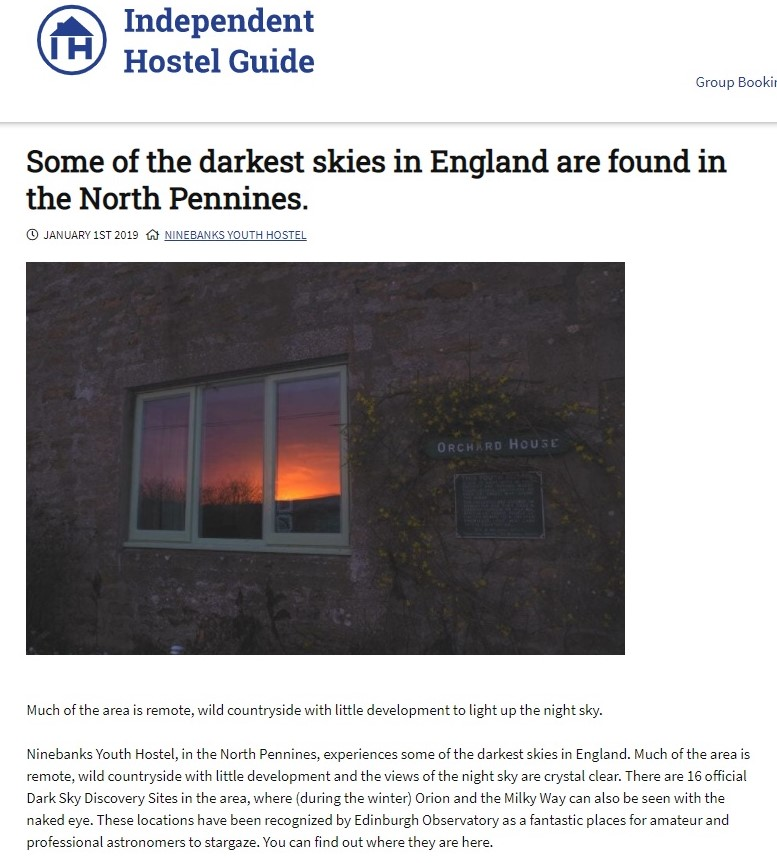 Independent
Hostel Guide
Group Bookin
Some of the darkest skies in England are found in
the North Pennines.
JANUARY 1ST 2019 NINEBANKS YOUTH HOSTEL
ORCHARD HOUSE
Much of the area is remote, wild countryside with little development to light up the night sky.
Ninebanks Youth Hostel, in the North Pennines, experiences some of the darkest skies in England. Much of the area is
remote, wild countryside with little development and the views of the night sky are crystal clear. There are 16 official
Dark Sky Discovery Sites in the area, where (during the winter) Orion and the Milky Way can also be seen with the
naked eye. These locations have been recognized by Edinburgh Observatory as a fantastic places for amateur and
professional astronomers to stargaze. You can find out where they are here.